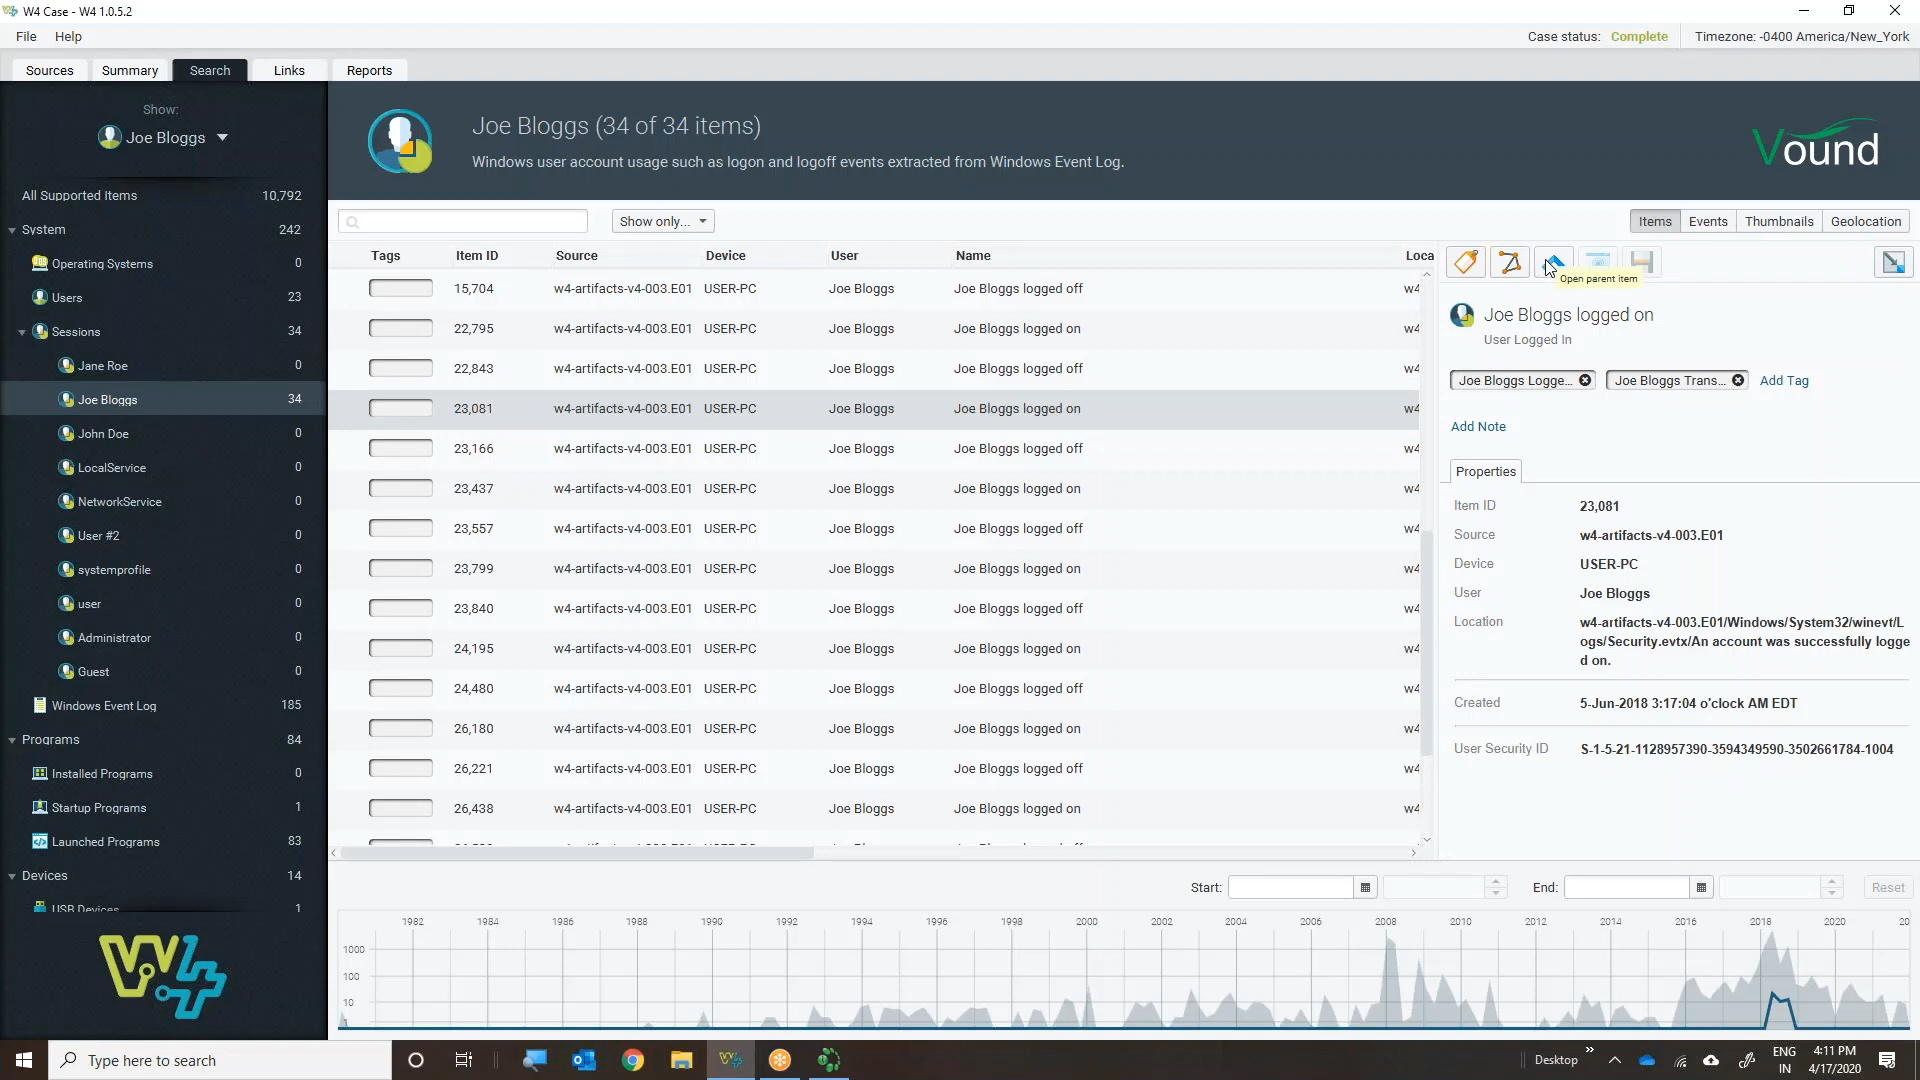 W4 Case - W4 1.0.5.2
File Help
Case status: Complete Timezone: -0400 America/New_York
Sources Summary Search Links Reports
Show:
Joe Bloggs
All Supported Items 10,792
System 242
Operating Systems 0
Users 23
Sessions 34
Jane Roe 0
Joe Bloggs 34
John Doe 0
LocalService 0
NetworkService 0
User #2 0
systemprofile 0
user 0
Administrator 0
Guest 0
Windows Event Log 185
Programs 84
Installed Programs 0
Startup Programs 1
Launched Programs 83
Devices 14
USB Devices 1
W4
Joe Bloggs (34 of 34 items)
Windows user account usage such as logon and logoff events extracted from Windows Event Log.
Vound
Show only...
Items Events Thumbnails Geolocation
Tags Item ID Source Device User Name Loca
15,704 w4-artifacts-v4-003.E01 USER-PC Joe Bloggs Joe Bloggs logged off w4
22,795 w4-artifacts-v4-003.E01 USER-PC Joe Bloggs Joe Bloggs logged on w4
22,843 w4-artifacts-v4-003.E01 USER-PC Joe Bloggs Joe Bloggs logged off w4
23,081 w4-artifacts-v4-003.E01 USER-PC Joe Bloggs Joe Bloggs logged on w4
23,166 w4-artifacts-v4-003.E01 USER-PC Joe Bloggs Joe Bloggs logged off w4
23,437 w4-artifacts-v4-003.E01 USER-PC Joe Bloggs Joe Bloggs logged on w4
23,557 w4-artifacts-v4-003.E01 USER-PC Joe Bloggs Joe Bloggs logged off w4
23,799 w4-artifacts-v4-003.E01 USER-PC Joe Bloggs Joe Bloggs logged on w4
23,840 w4-artifacts-v4-003.E01 USER-PC Joe Bloggs Joe Bloggs logged off w4
24,195 w4-artifacts-v4-003.E01 USER-PC Joe Bloggs Joe Bloggs logged on w4
24,480 w4-artifacts-v4-003.E01 USER-PC Joe Bloggs Joe Bloggs logged off w4
26,180 w4-artifacts-v4-003.E01 USER-PC Joe Bloggs Joe Bloggs logged on w4
26,221 w4-artifacts-v4-003.E01 USER-PC Joe Bloggs Joe Bloggs logged off w4
26,438 w4-artifacts-v4-003.E01 USER-PC Joe Bloggs Joe Bloggs logged on w4
Open parent item
Joe Bloggs logged on
User Logged In
Joe Bloggs Logge... Joe Bloggs Trans... Add Tag
Add Note
Properties
Item ID 23,081
Source w4-artifacts-v4-003.E01
Device USER-PC
User Joe Bloggs
Location w4-artifacts-v4-003.E01/Windows/System32/winevt/L
ogs/Security.evtx/An account was successfully logge
d on.
Created 5-Jun-2018 3:17:04 o'clock AM EDT
User Security ID S-1-5-21-1128957390-3594349590-3502661784-1004
Start: End: Reset
1982 1984 1986 1988 1990 1992 1994 1996 1998 2000 2002 2004 2006 2008 2010 2012 2014 2016 2018 2020 20
1000
100
10
1
Type here to search
Desktop
ENG
IN
4:11 PM
4/17/2020